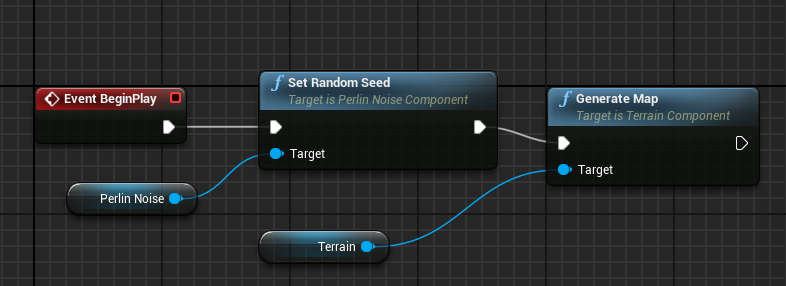 Event BeginPlay
Set Random Seed
Target is Perlin Noise Component
Target
Perlin Noise
Generate Map
Target is Terrain Component
Target
Terrain